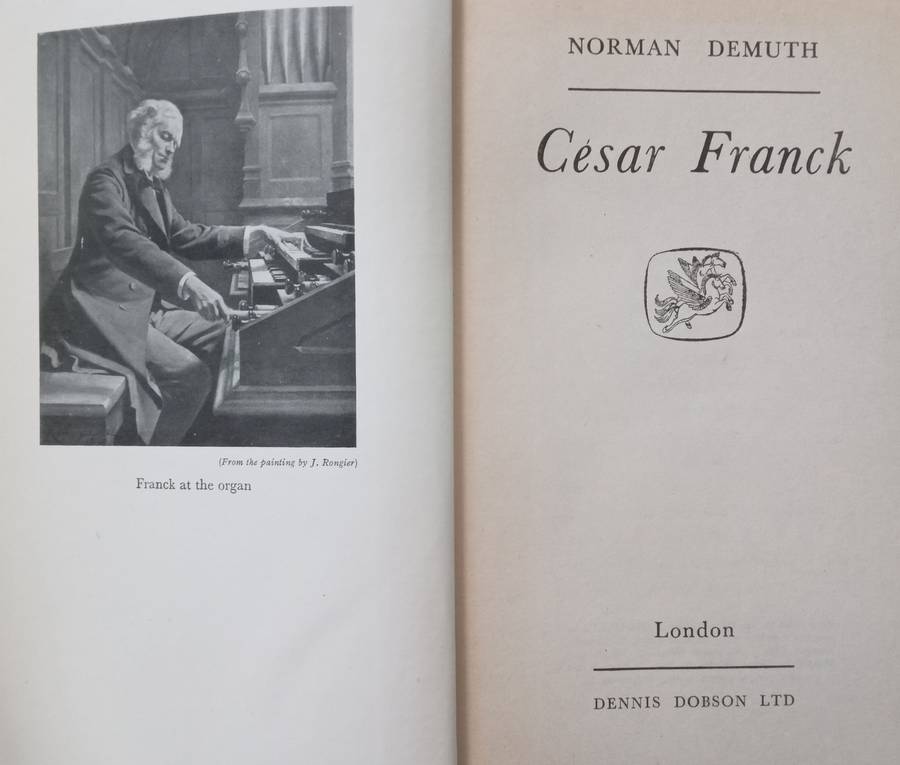 (From the painting by J. Rongier)
Franck at the organ
NORMAN DEMUTH
César Franck
London
DENNIS DOBSON LTD